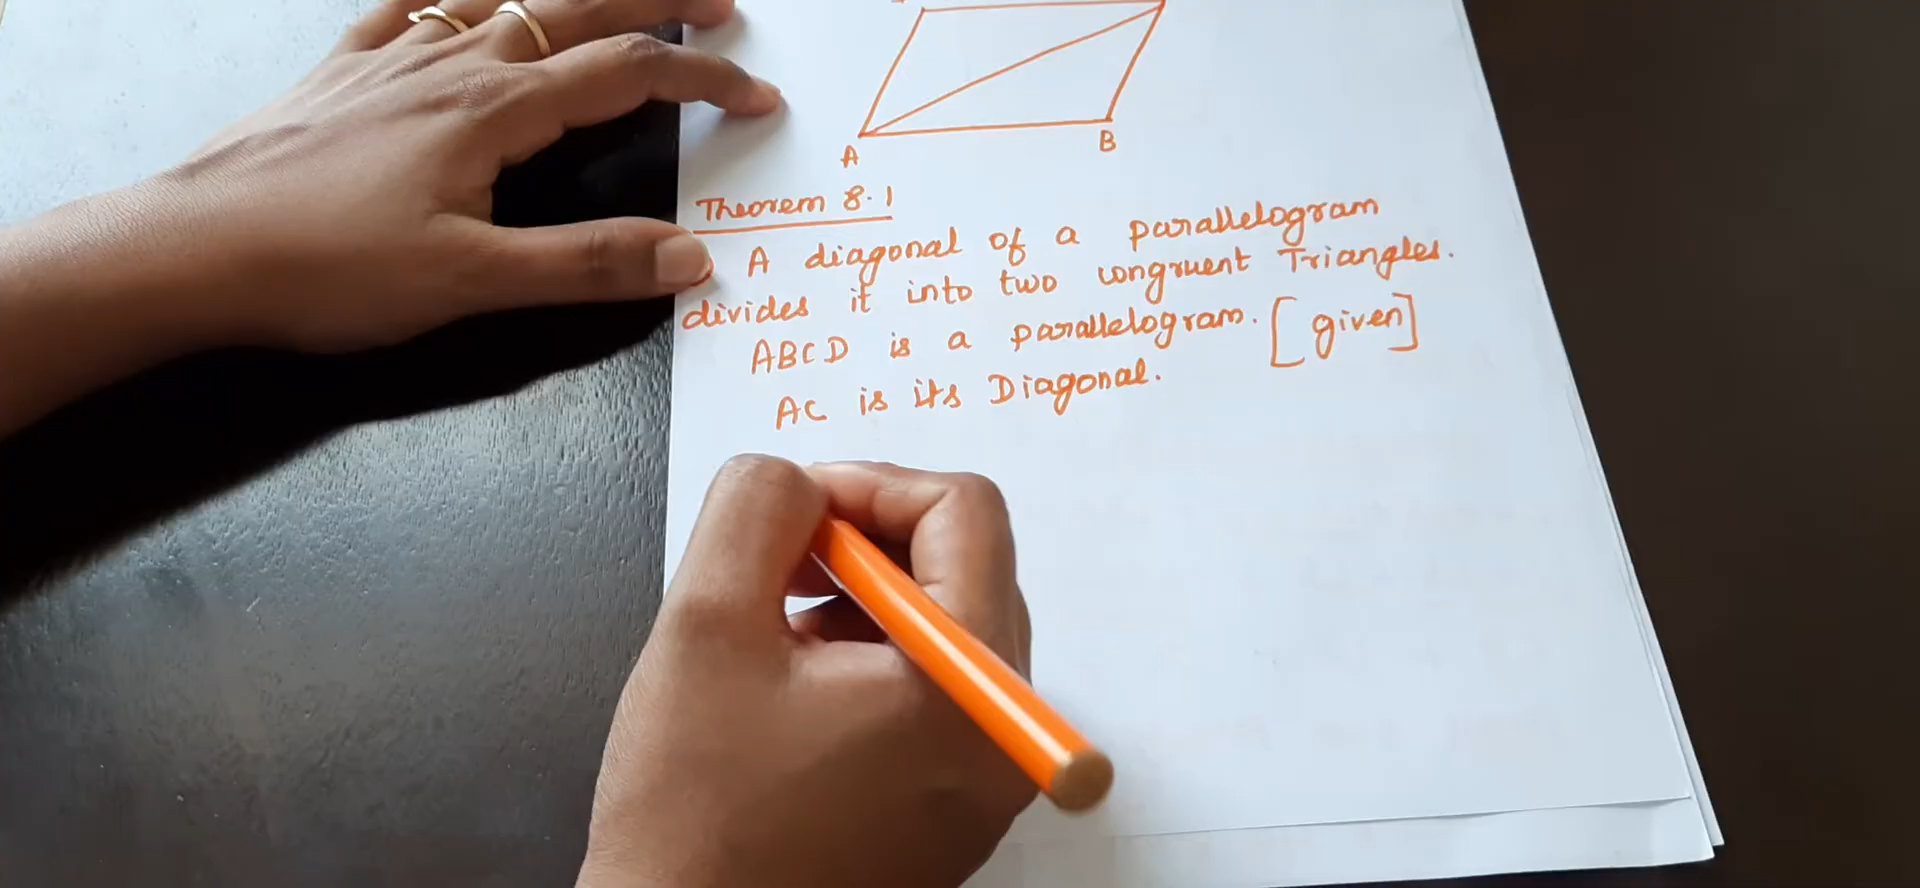 A
B
Theorem 8.1
A diagonal of a parallelogram
divides it into two congruent Triangles.
ABCD is a parallelogram. [given]
AC is its Diagonal.